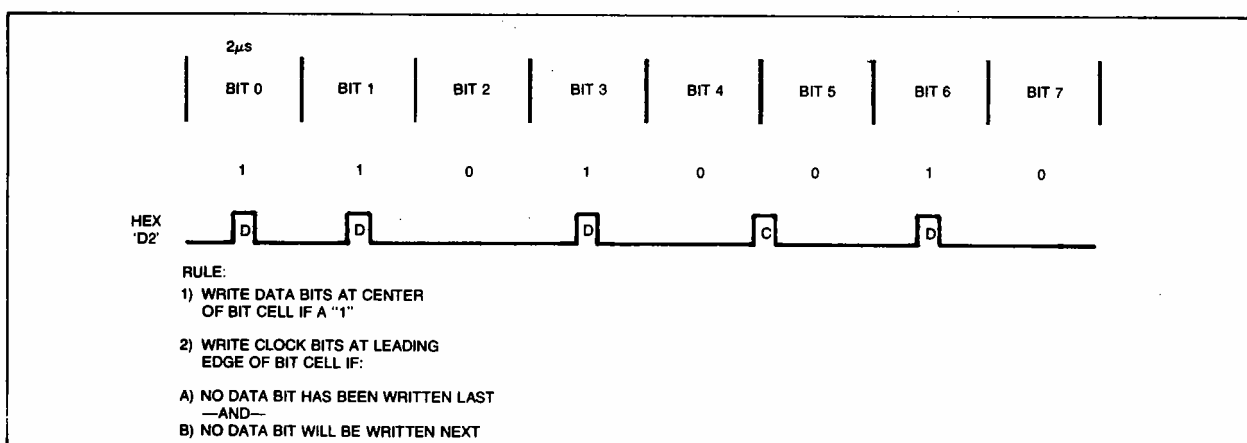 2μs
BIT 0 BIT 1 BIT 2 BIT 3 BIT 4 BIT 5 BIT 6 BIT 7
1 1 0 1 0 0 1 0
HEX
'D2'
D D D C D
RULE:
1) WRITE DATA BITS AT CENTER
OF BIT CELL IF A "1"
2) WRITE CLOCK BITS AT LEADING
EDGE OF BIT CELL IF:
A) NO DATA BIT HAS BEEN WRITTEN LAST
—AND—
B) NO DATA BIT WILL BE WRITTEN NEXT